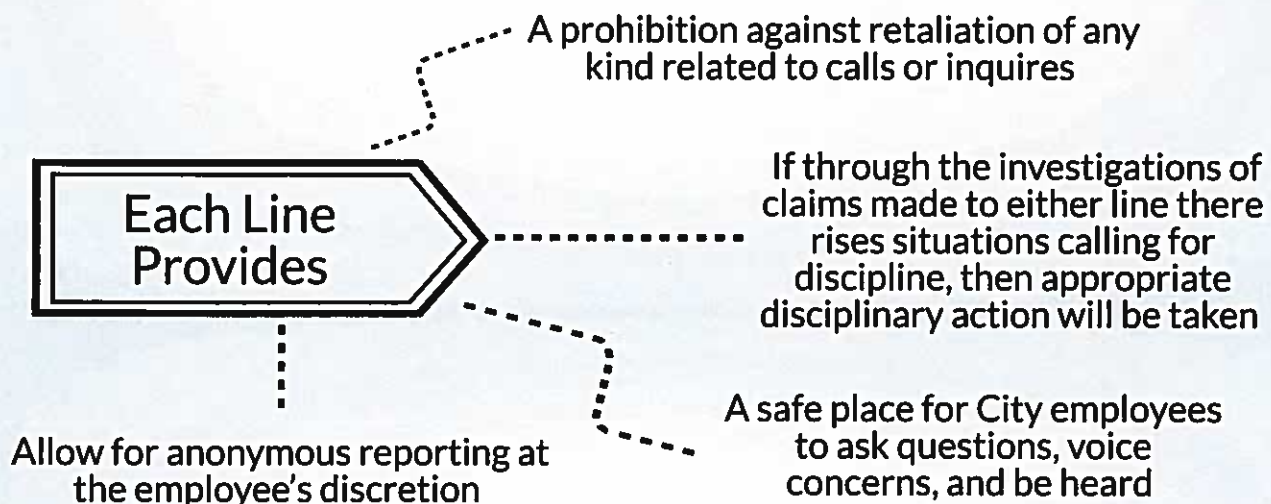 A prohibition against retaliation of any
kind related to calls or inquires
Each Line
Provides
If through the investigations of
claims made to either line there
rises situations calling for
discipline, then appropriate
disciplinary action will be taken
A safe place for City employees
to ask questions, voice
concerns, and be heard
Allow for anonymous reporting at
the employee's discretion